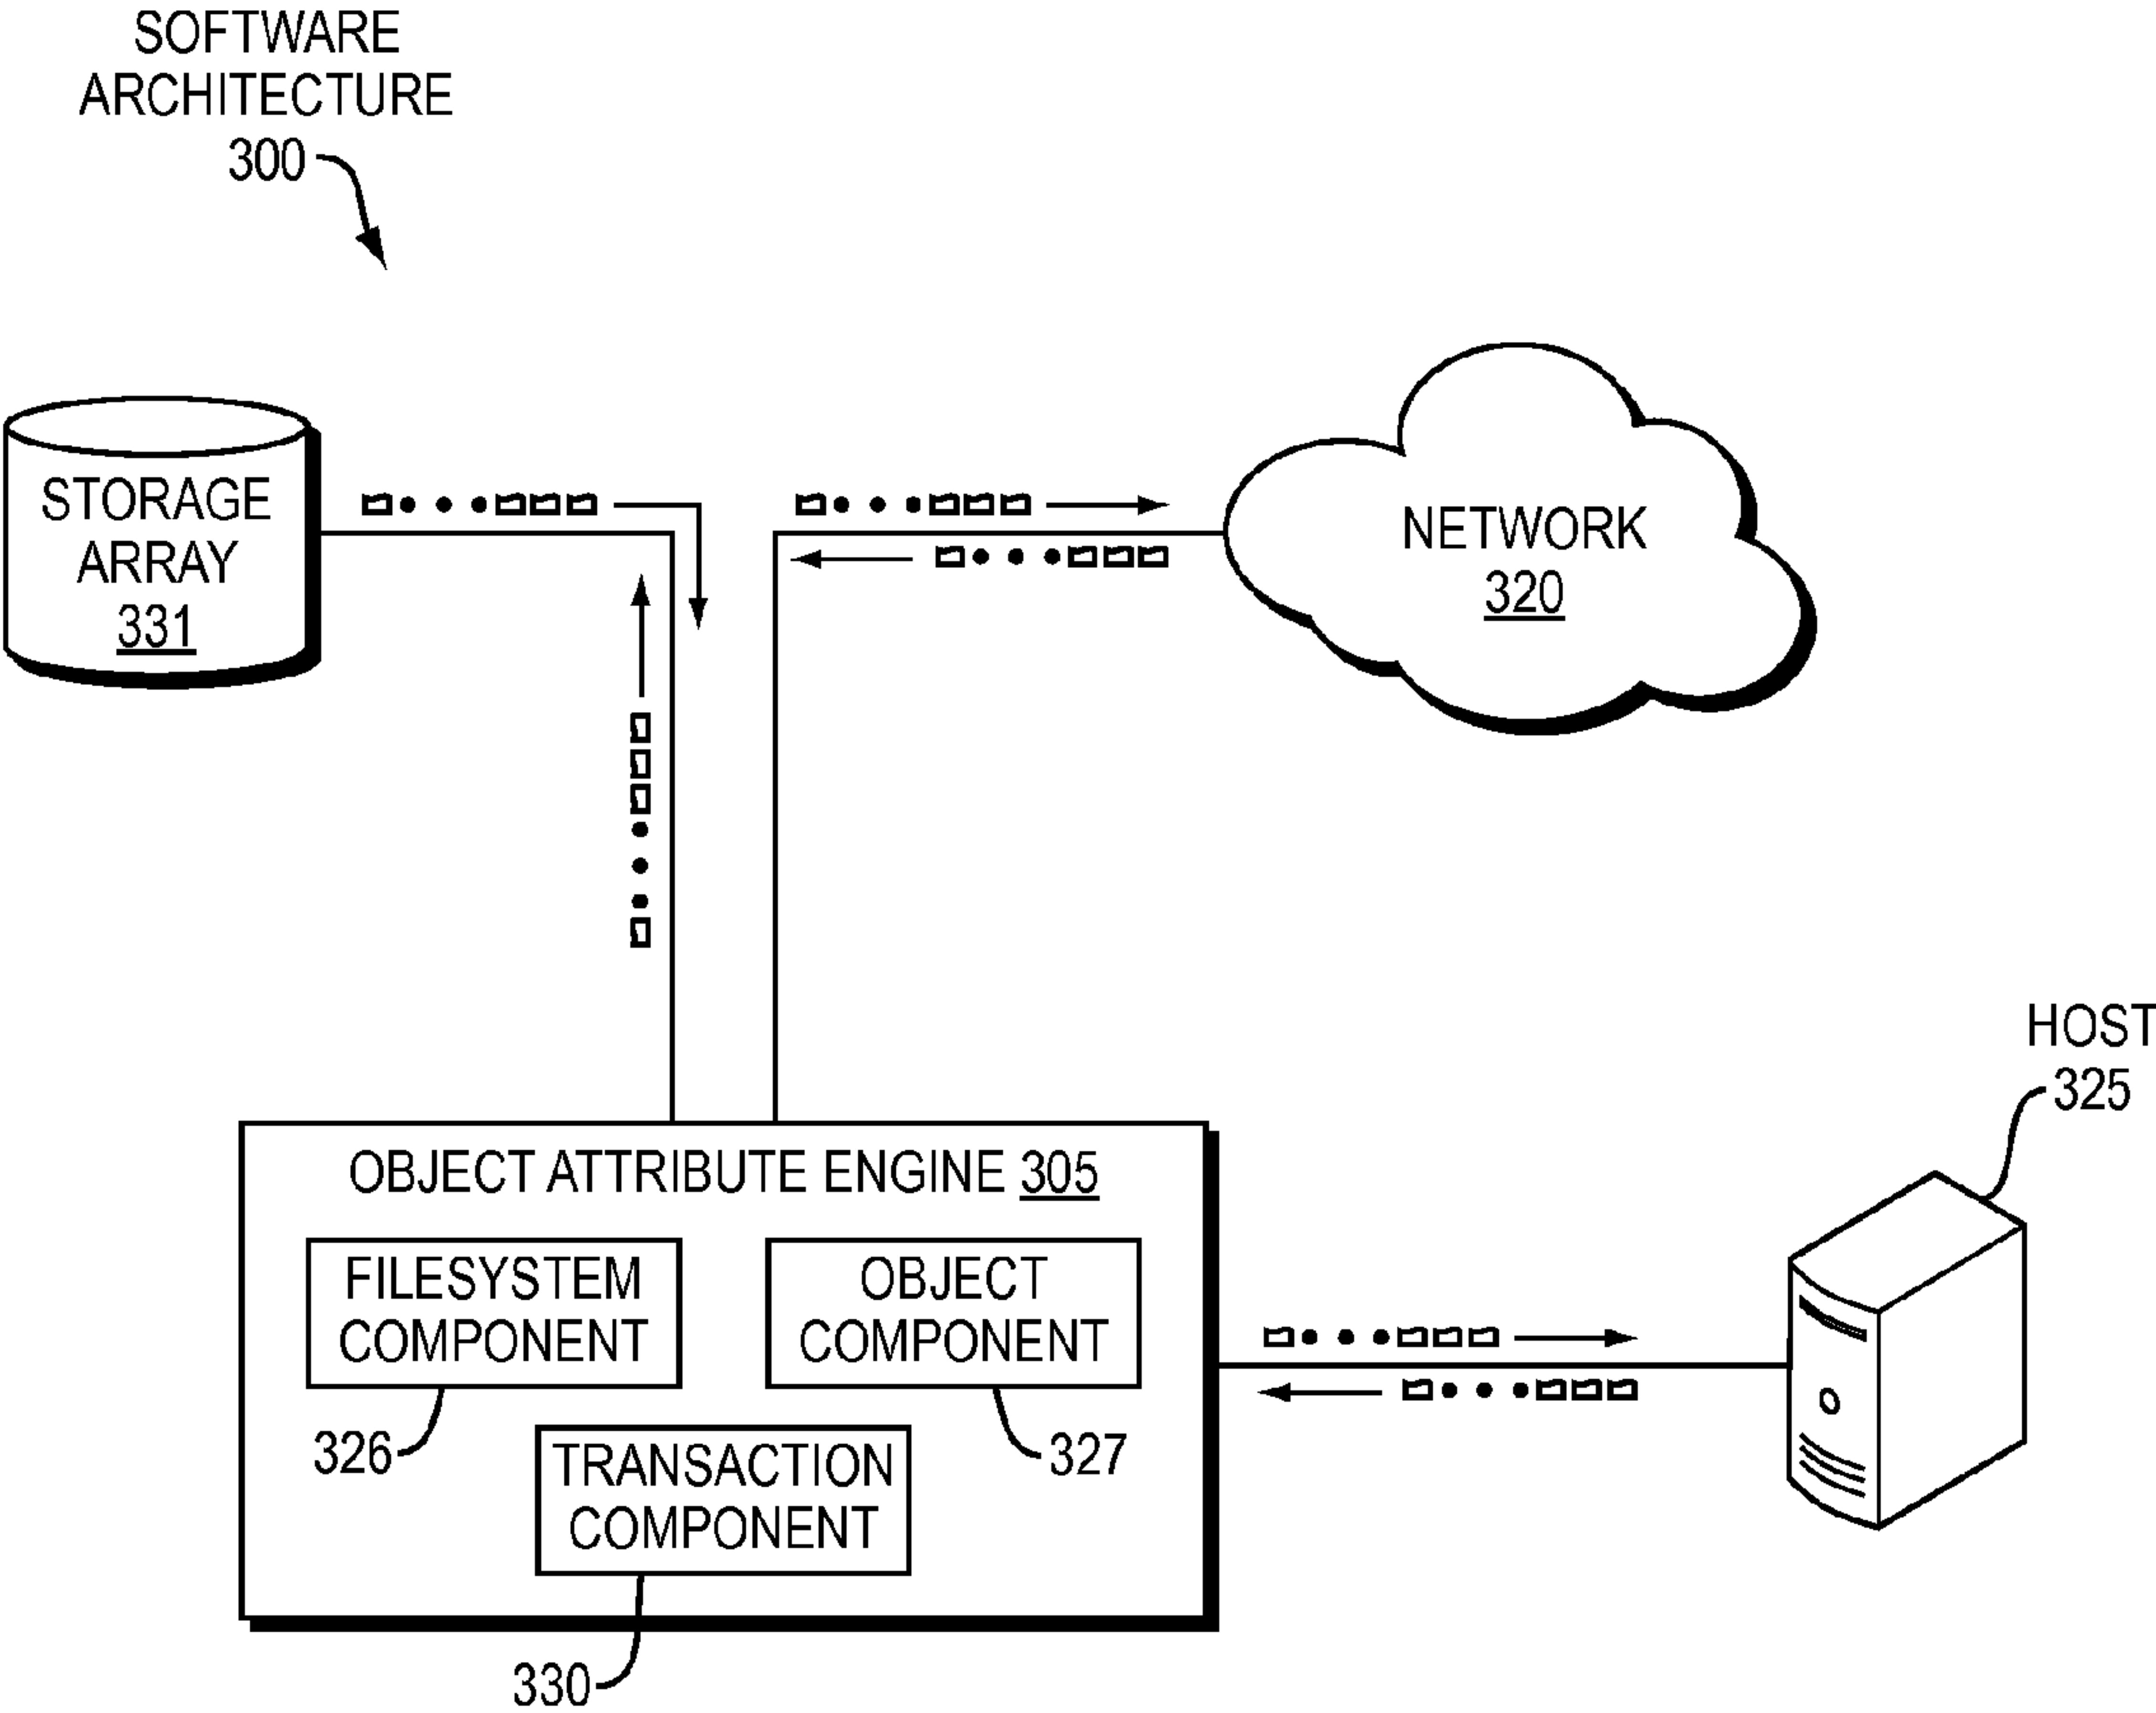 SOFTWARE
ARCHITECTURE
300
STORAGE
ARRAY
331
NETWORK
320
HOST
325
OBJECT ATTRIBUTE ENGINE 305
FILESYSTEM
COMPONENT
326
OBJECT
COMPONENT
327
TRANSACTION
COMPONENT
330